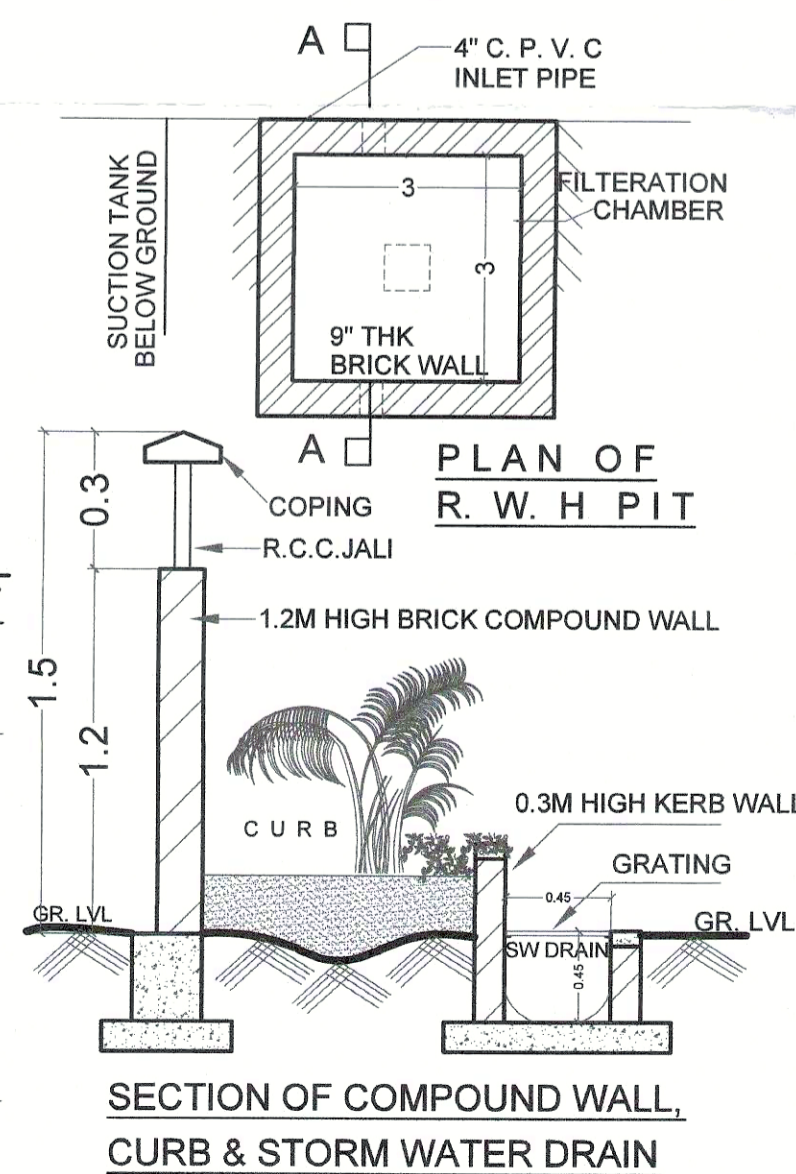 A
4" C. P. V. C
INLET PIPE
SUCTION TANK
BELOW GROUND
3
3
FILTERATION
CHAMBER
9" THK
BRICK WALL
A
PLAN OF
R. W. H PIT
0.3
COPING
R.C.C.JALI
1.2M HIGH BRICK COMPOUND WALL
1.5
1.2
CURB
0.3M HIGH KERB WALL
GRATING
0.45
GR. LVL
GR. LVL
SW DRAIN
0.45
SECTION OF COMPOUND WALL,
CURB & STORM WATER DRAIN